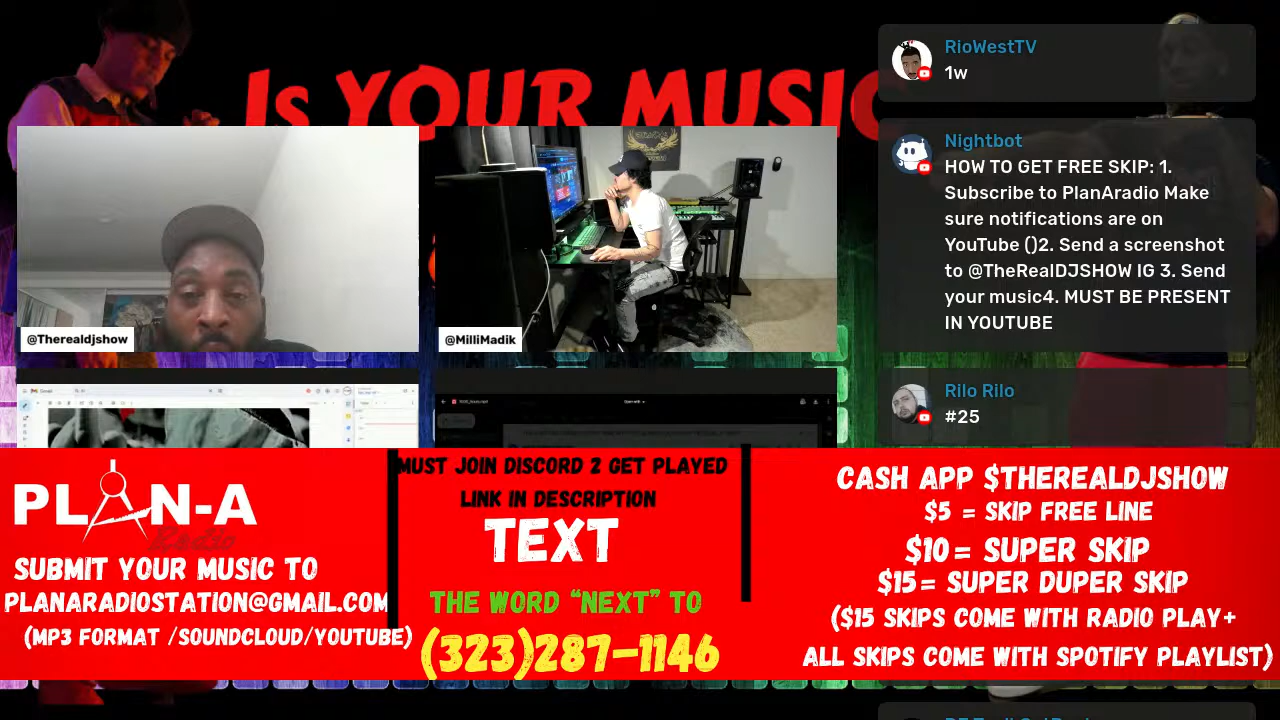 Is YOUR MUSIC
RioWestTV
1w
Nightbot
HOW TO GET FREE SKIP: 1.
Subscribe to PlanAradio Make
sure notifications are on
YouTube ()2. Send a screenshot
to @TheRealDJSHOW IG 3. Send
your music4. MUST BE PRESENT
IN YOUTUBE
Rilo Rilo
#25
@Therealdjshow
@MilliMadik
PLAN-A
Radio
SUBMIT YOUR MUSIC TO
PLANARADIOSTATION@GMAIL.COM
(MP3 FORMAT /SOUNDCLOUD/YOUTUBE)
MUST JOIN DISCORD 2 GET PLAYED
LINK IN DESCRIPTION
TEXT
THE WORD “NEXT” TO
(323)287-1146
CASH APP $THEREALDJSHOW
$5 = SKIP FREE LINE
$10= SUPER SKIP
$15= SUPER DUPER SKIP
($15 SKIPS COME WITH RADIO PLAY+
ALL SKIPS COME WITH SPOTIFY PLAYLIST)